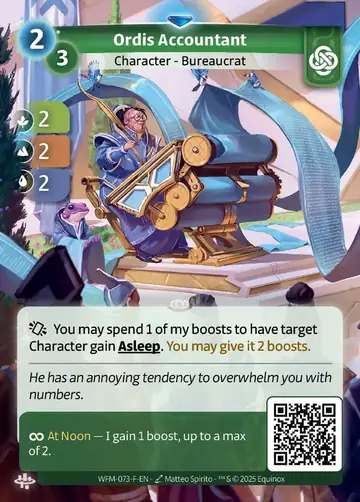 2
3
Ordis Accountant
Character - Bureaucrat
2
2
2
You may spend 1 of my boosts to have target
Character gain Asleep. You may give it 2 boosts.
He has an annoying tendency to overwhelm you with
numbers.
At Noon — I gain 1 boost, up to a max
of 2.
WFM-073-F-EN - Matteo Spirito - ™ & © 2025 Equinox